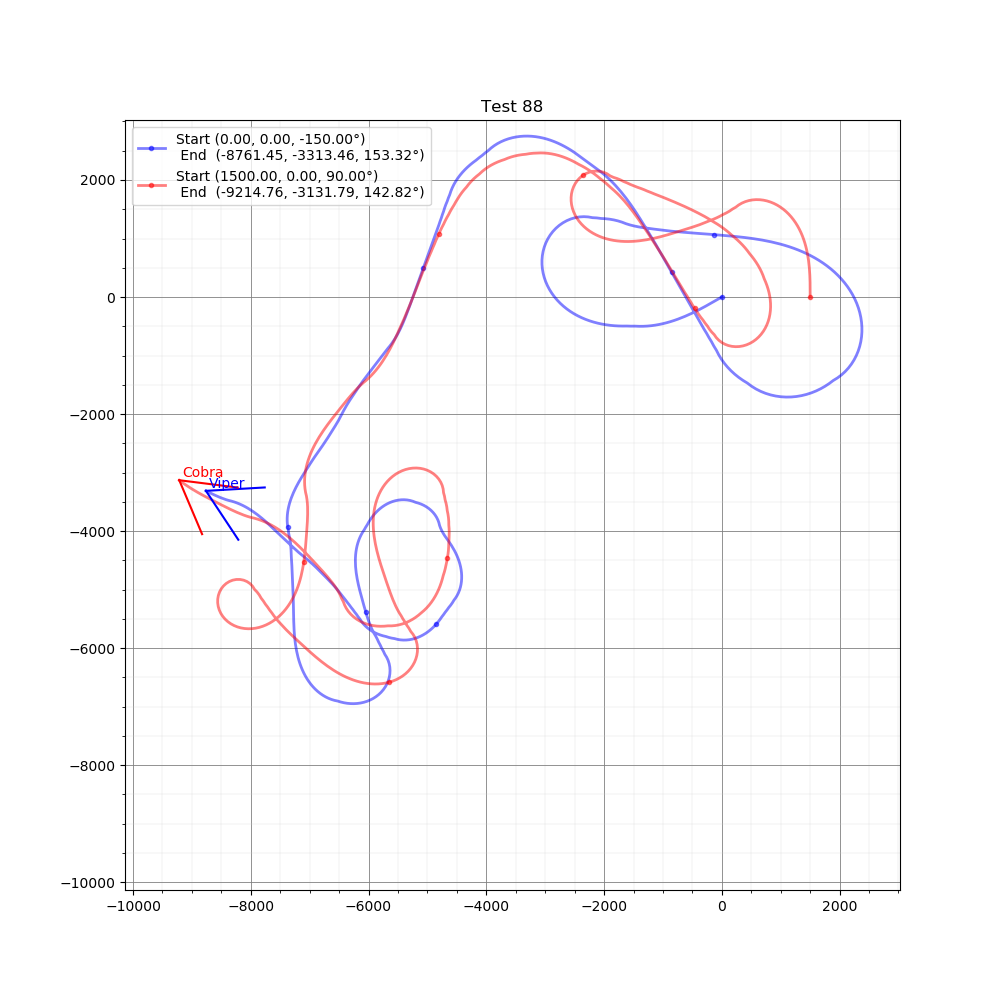 Test 88
Start (0.00, 0.00, -150.00°)
End  (-8761.45, -3313.46, 153.32°)
Start (1500.00, 0.00, 90.00°)
End  (-9214.76, -3131.79, 142.82°)
2000
0
−2000
−4000
−6000
−8000
−10000
Cobra
Viper
−10000 −8000 −6000 −4000 −2000 0 2000